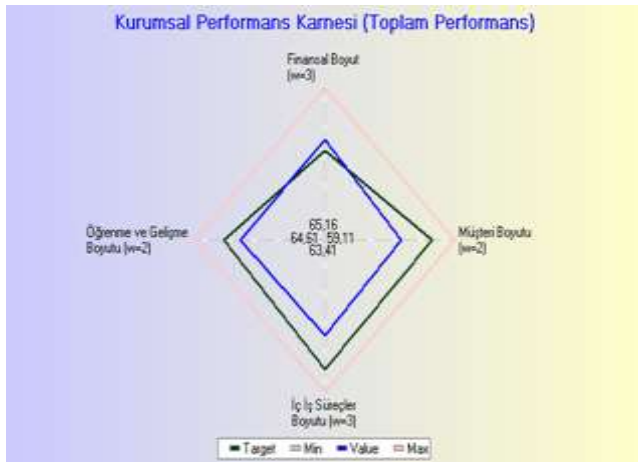 Kurumsal Performans Karnesi (Toplam Performans)
Finansal Boyut
(w=3)
65,16
64,61 59,11
63,41
Öğrenme ve Gelişme
Boyutu (w=2)
Müşteri Boyutu
(w=2)
İç İş Süreçler
Boyutu (w=3)
Target Min Value Max